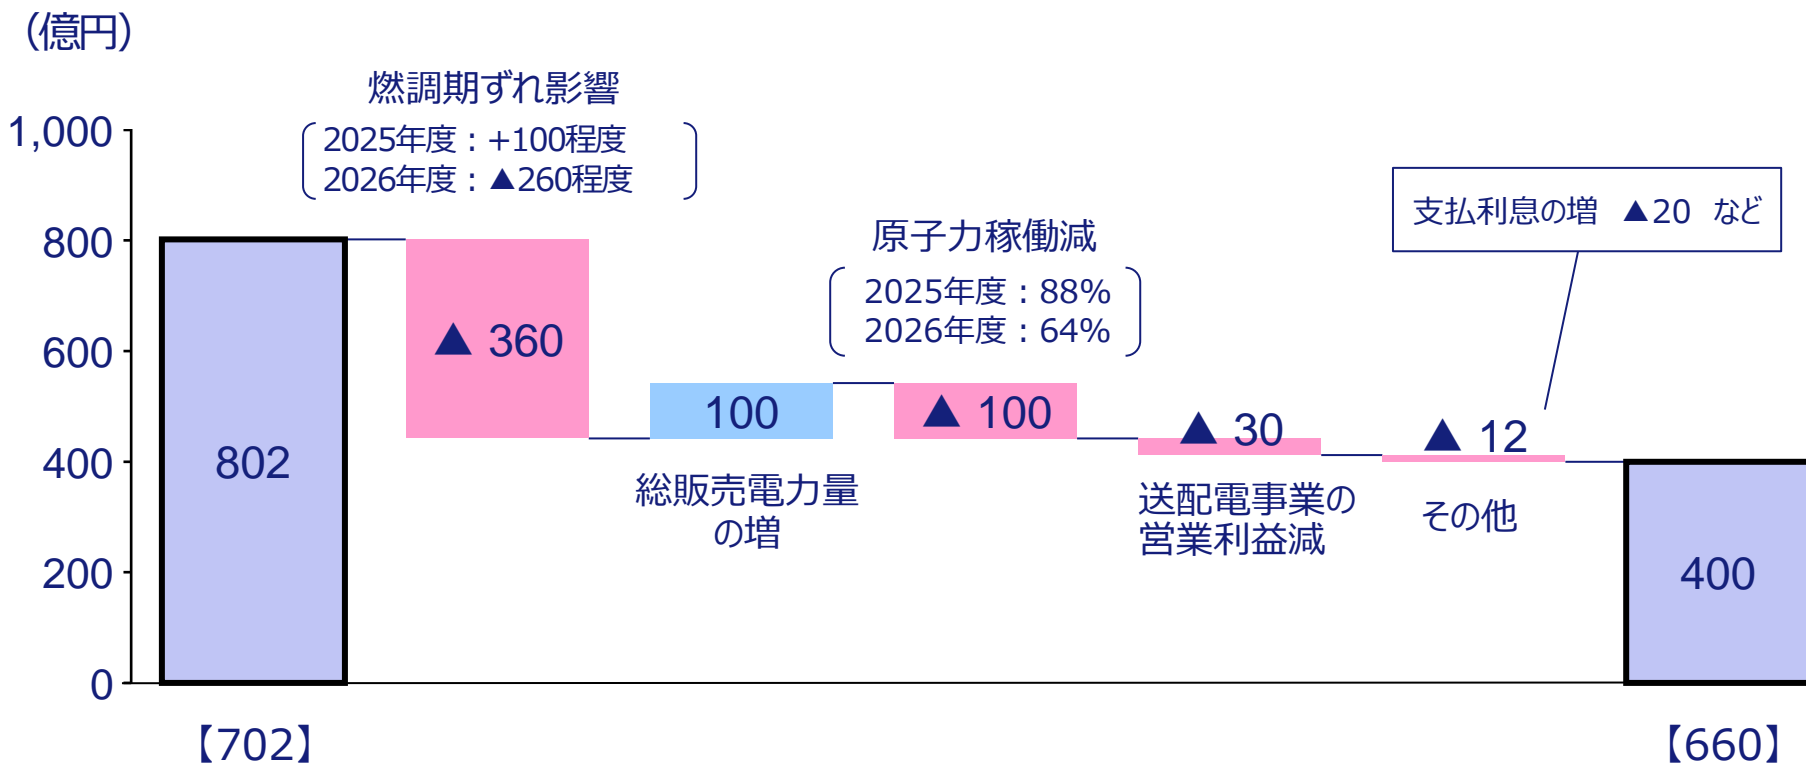 (億円)
1,000
800
600
400
200
0
802
【702】
燃調期ずれ影響
2025年度：+100程度
2026年度：▲260程度
▲ 360
100
総販売電力量
の増
原子力稼働減
2025年度：88%
2026年度：64%
▲ 100
▲ 30
送配電事業の
営業利益減
支払利息の増 ▲20 など
▲ 12
その他
400
【660】